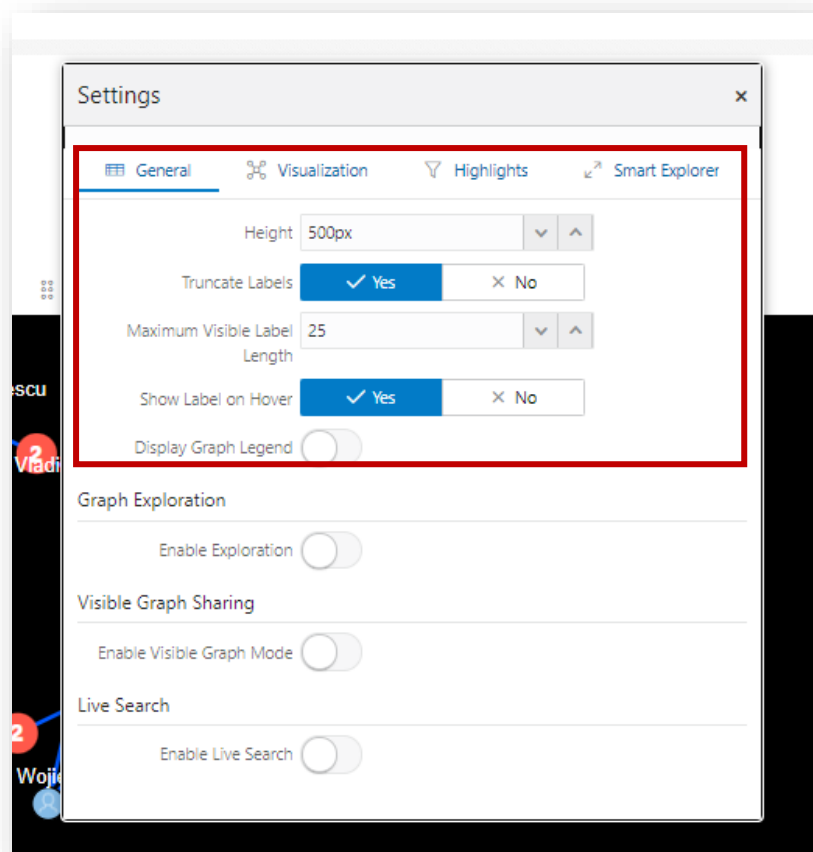 Settings ×
General Visualization Highlights Smart Explorer
Height 500px
Truncate Labels Yes No
Maximum Visible Label
Length
25
Show Label on Hover Yes No
escu
Display Graph Legend
2
Vladi
Graph Exploration
Enable Exploration
Visible Graph Sharing
Enable Visible Graph Mode
Live Search
2
Enable Live Search
Woji